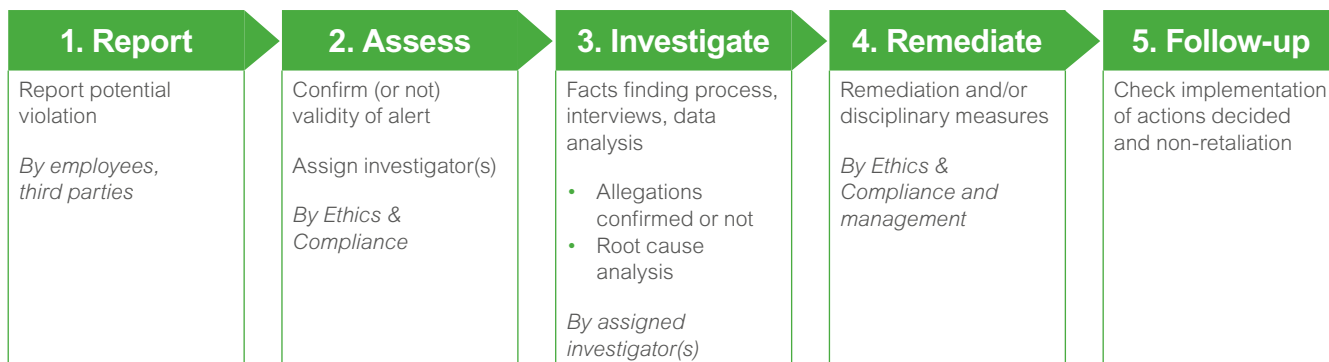 1. Report
Report potential
violation
By employees,
third parties
2. Assess
Confirm (or not)
validity of alert
Assign investigator(s)
By Ethics &
Compliance
3. Investigate
Facts finding process,
interviews, data
analysis
• Allegations
confirmed or not
• Root cause
analysis
By assigned
investigator(s)
4. Remediate
Remediation and/or
disciplinary measures
By Ethics &
Compliance and
management
5. Follow-up
Check implementation
of actions decided
and non-retaliation